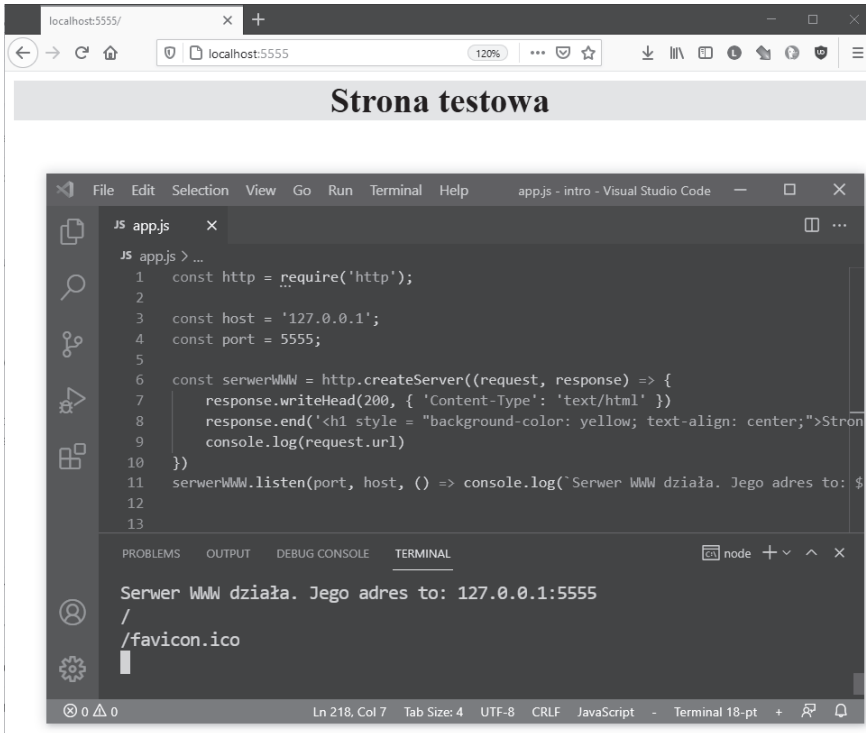 localhost:5555/
localhost:5555
120%
Strona testowa
File Edit Selection View Go Run Terminal Help app.js - intro - Visual Studio Code
JS app.js
JS app.js > ...
1 const http = require('http');
2
3 const host = '127.0.0.1';
4 const port = 5555;
5
6 const serwerWWW = http.createServer((request, response) => {
7 response.writeHead(200, { 'Content-Type': 'text/html' })
8 response.end('<h1 style = "background-color: yellow; text-align: center;">Stron
9 console.log(request.url)
10 })
11 serwerWWW.listen(port, host, () => console.log(`Serwer WWW działa. Jego adres to: $
12
13
PROBLEMS OUTPUT DEBUG CONSOLE TERMINAL node
Serwer WWW działa. Jego adres to: 127.0.0.1:5555
/
/favicon.ico
0 0 Ln 218, Col 7 Tab Size: 4 UTF-8 CRLF JavaScript - Terminal 18-pt +